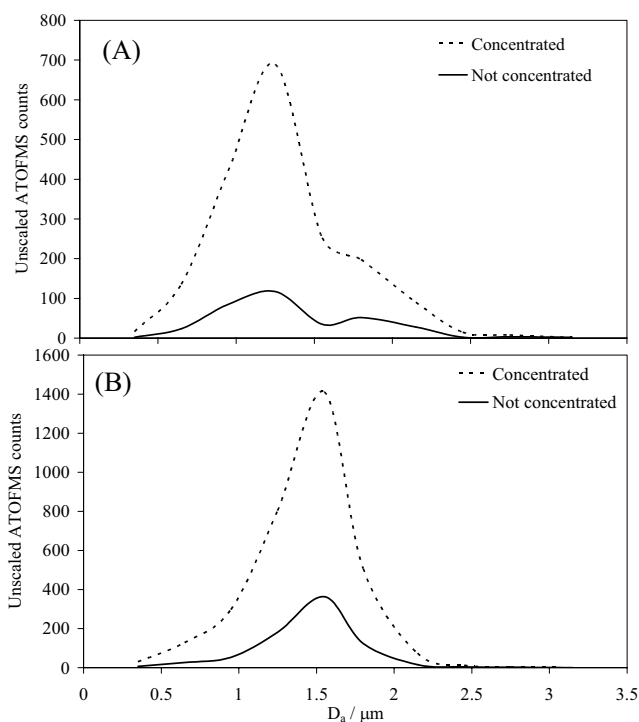 800
700
600
500
400
300
200
100
0
Unscaled ATOFMS counts
(A)
Concentrated
Not concentrated
1600
1400
1200
1000
800
600
400
200
0
Unscaled ATOFMS counts
(B)
Concentrated
Not concentrated
0 0.5 1 1.5 2 2.5 3 3.5
Da / μm